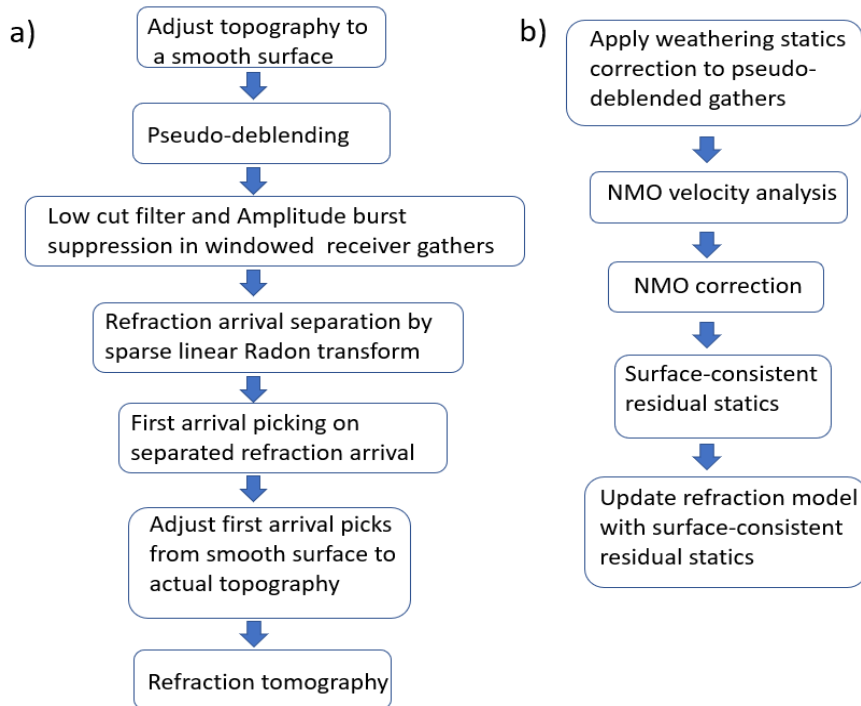 a)
Adjust topography to
a smooth surface
Pseudo-deblending
Low cut filter and Amplitude burst
suppression in windowed receiver gathers
Refraction arrival separation by
sparse linear Radon transform
First arrival picking on
separated refraction arrival
Adjust first arrival picks
from smooth surface to
actual topography
Refraction tomography
b)
Apply weathering statics
correction to pseudo-
deblended gathers
NMO velocity analysis
NMO correction
Surface-consistent
residual statics
Update refraction model
with surface-consistent
residual statics